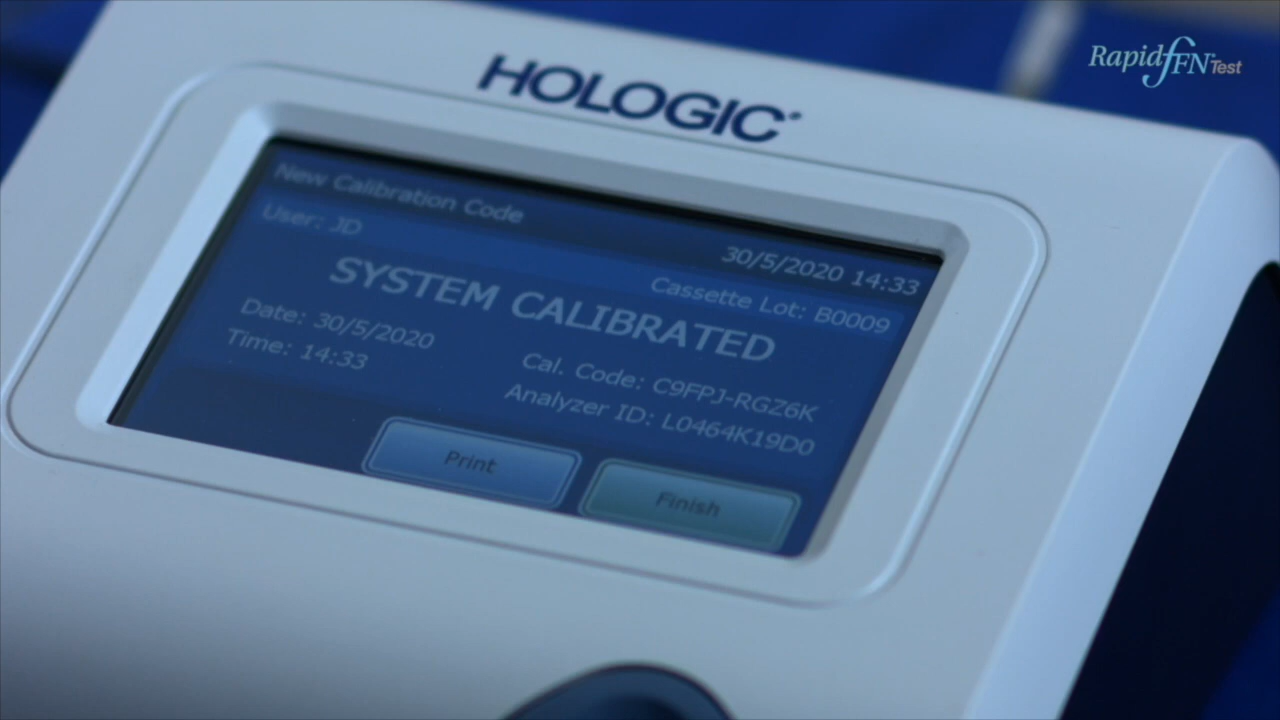 Rapid fFN Test
HOLOGIC®
New Calibration Code
30/5/2020 14:33
User: JD
Cassette Lot: B0009
SYSTEM CALIBRATED
Date: 30/5/2020
Cal. Code: C9FPJ-RGZ6K
Time: 14:33
Analyzer ID: L0464K19D0
Print
Finish